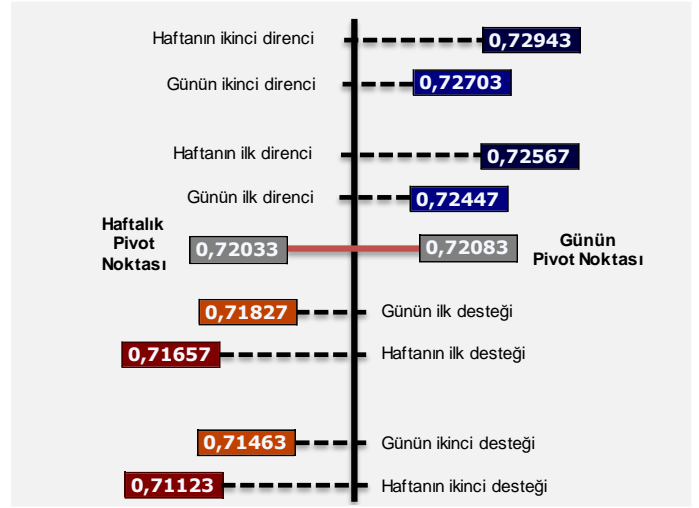 Haftanın ikinci direnci
0,72943
Günün ikinci direnci
0,72703
Haftanın ilk direnci
0,72567
Günün ilk direnci
0,72447
Haftalık
Pivot
Noktası
0,72033
0,72083
Günün
Pivot Noktası
0,71827
Günün ilk desteği
0,71657
Haftanın ilk desteği
0,71463
Günün ikinci desteği
0,71123
Haftanın ikinci desteği